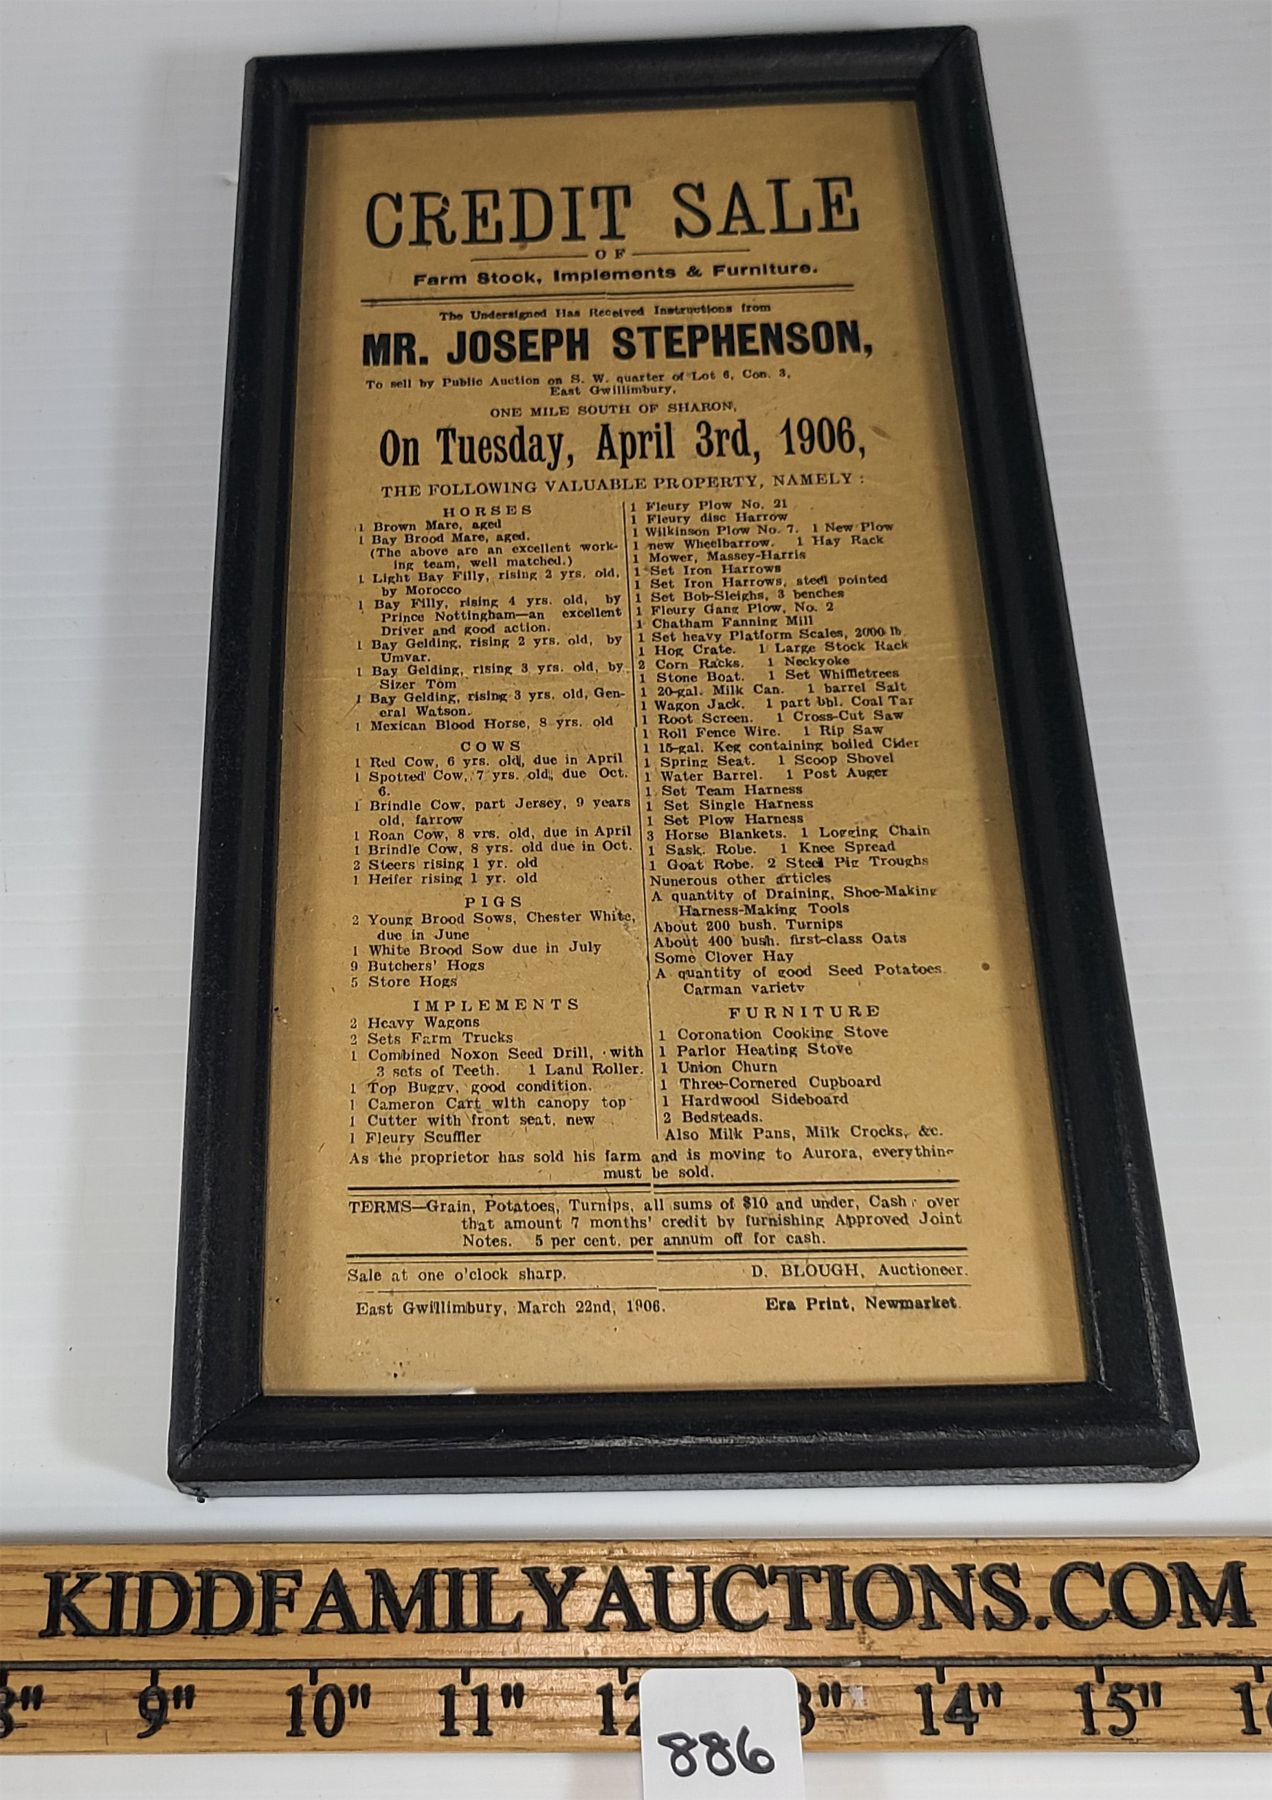 CREDIT SALE
OF
Farm Stock, Implements & Furniture.
The Undersigned Has Received Instructions from
MR. JOSEPH STEPHENSON,
To sell by Public Auction on S. W. quarter of Lot 6, Con. 3,
East Gwillimbury,
ONE MILE SOUTH OF SHARON,
On Tuesday, April 3rd, 1906,
THE FOLLOWING VALUABLE PROPERTY, NAMELY :
HORSES
1 Brown Mare, aged
1 Bay Brood Mare, aged.
(The above are an excellent work-
ing team, well matched.)
1 Light Bay Filly, rising 2 yrs. old,
by Morocco
1 Bay Filly, rising 4 yrs. old, by
Prince Nottingham—an excellent
Driver and good action.
1 Bay Gelding, rising 2 yrs. old, by
Umvar.
1 Bay Gelding, rising 3 yrs. old, by
Sizer Tom
1 Bay Gelding, rising 3 yrs. old, Gen-
eral Watson.
1 Mexican Blood Horse, 8 yrs. old
COWS
1 Red Cow, 6 yrs. old, due in April
1 Spotted Cow, 7 yrs. old, due Oct.
6.
1 Brindle Cow, part Jersey, 9 years
old, farrow
1 Roan Cow, 8 yrs. old, due in April
1 Brindle Cow, 8 yrs. old due in Oct.
2 Steers rising 1 yr. old
1 Heifer rising 1 yr. old
PIGS
2 Young Brood Sows, Chester White,
due in June
1 White Brood Sow due in July
9 Butchers' Hogs
5 Store Hogs
IMPLEMENTS
2 Heavy Wagons
2 Sets Farm Trucks
1 Combined Noxon Seed Drill, with
3 sets of Teeth. 1 Land Roller.
1 Top Buggy, good condition.
1 Cameron Cart with canopy top
1 Cutter with front seat, new
1 Fleury Scuffler
1 Fleury Plow No. 21
1 Fleury disc Harrow
1 Wilkinson Plow No. 7. 1 New Plow
1 new Wheelbarrow. 1 Hay Rack
1 Mower, Massey-Harris
1 Set Iron Harrows
1 Set Iron Harrows, steel pointed
1 Set Bob-Sleighs, 3 benches
1 Fleury Gang Plow, No. 2
1 Chatham Fanning Mill
1 Set heavy Platform Scales, 2000 lb
1 Hog Crate. 1 Large Stock Rack
2 Corn Racks. 1 Neckyoke
1 Stone Boat. 1 Set Whiffletrees
1 20-gal. Milk Can. 1 barrel Salt
1 Wagon Jack. 1 part bbl. Coal Tar
1 Root Screen. 1 Cross-Cut Saw
1 Roll Fence Wire. 1 Rip Saw
1 15-gal. Keg containing boiled Cider
1 Spring Seat. 1 Scoop Shovel
1 Water Barrel. 1 Post Auger
1 Set Team Harness
1 Set Single Harness
1 Set Plow Harness
3 Horse Blankets. 1 Logging Chain
1 Sask. Robe. 1 Knee Spread
1 Goat Robe. 2 Steel Pig Troughs
Nunerous other articles
A quantity of Draining, Shoe-Making
Harness-Making Tools
About 200 bush. Turnips
About 400 bush. first-class Oats
Some Clover Hay
A quantity of good Seed Potatoes
Carman variety
FURNITURE
1 Coronation Cooking Stove
1 Parlor Heating Stove
1 Union Churn
1 Three-Cornered Cupboard
1 Hardwood Sideboard
2 Bedsteads.
Also Milk Pans, Milk Crocks, &c.
As the proprietor has sold his farm and is moving to Aurora, everything
must be sold.
TERMS—Grain, Potatoes, Turnips, all sums of $10 and under, Cash; over
that amount 7 months' credit by furnishing Approved Joint
Notes. 5 per cent. per annum off for cash.
Sale at one o'clock sharp. D. BLOUGH, Auctioneer.
East Gwillimbury, March 22nd, 1906. Era Print, Newmarket.
KIDDFAMILYAUCTIONS.COM
9" 10" 11" 14" 15"
886